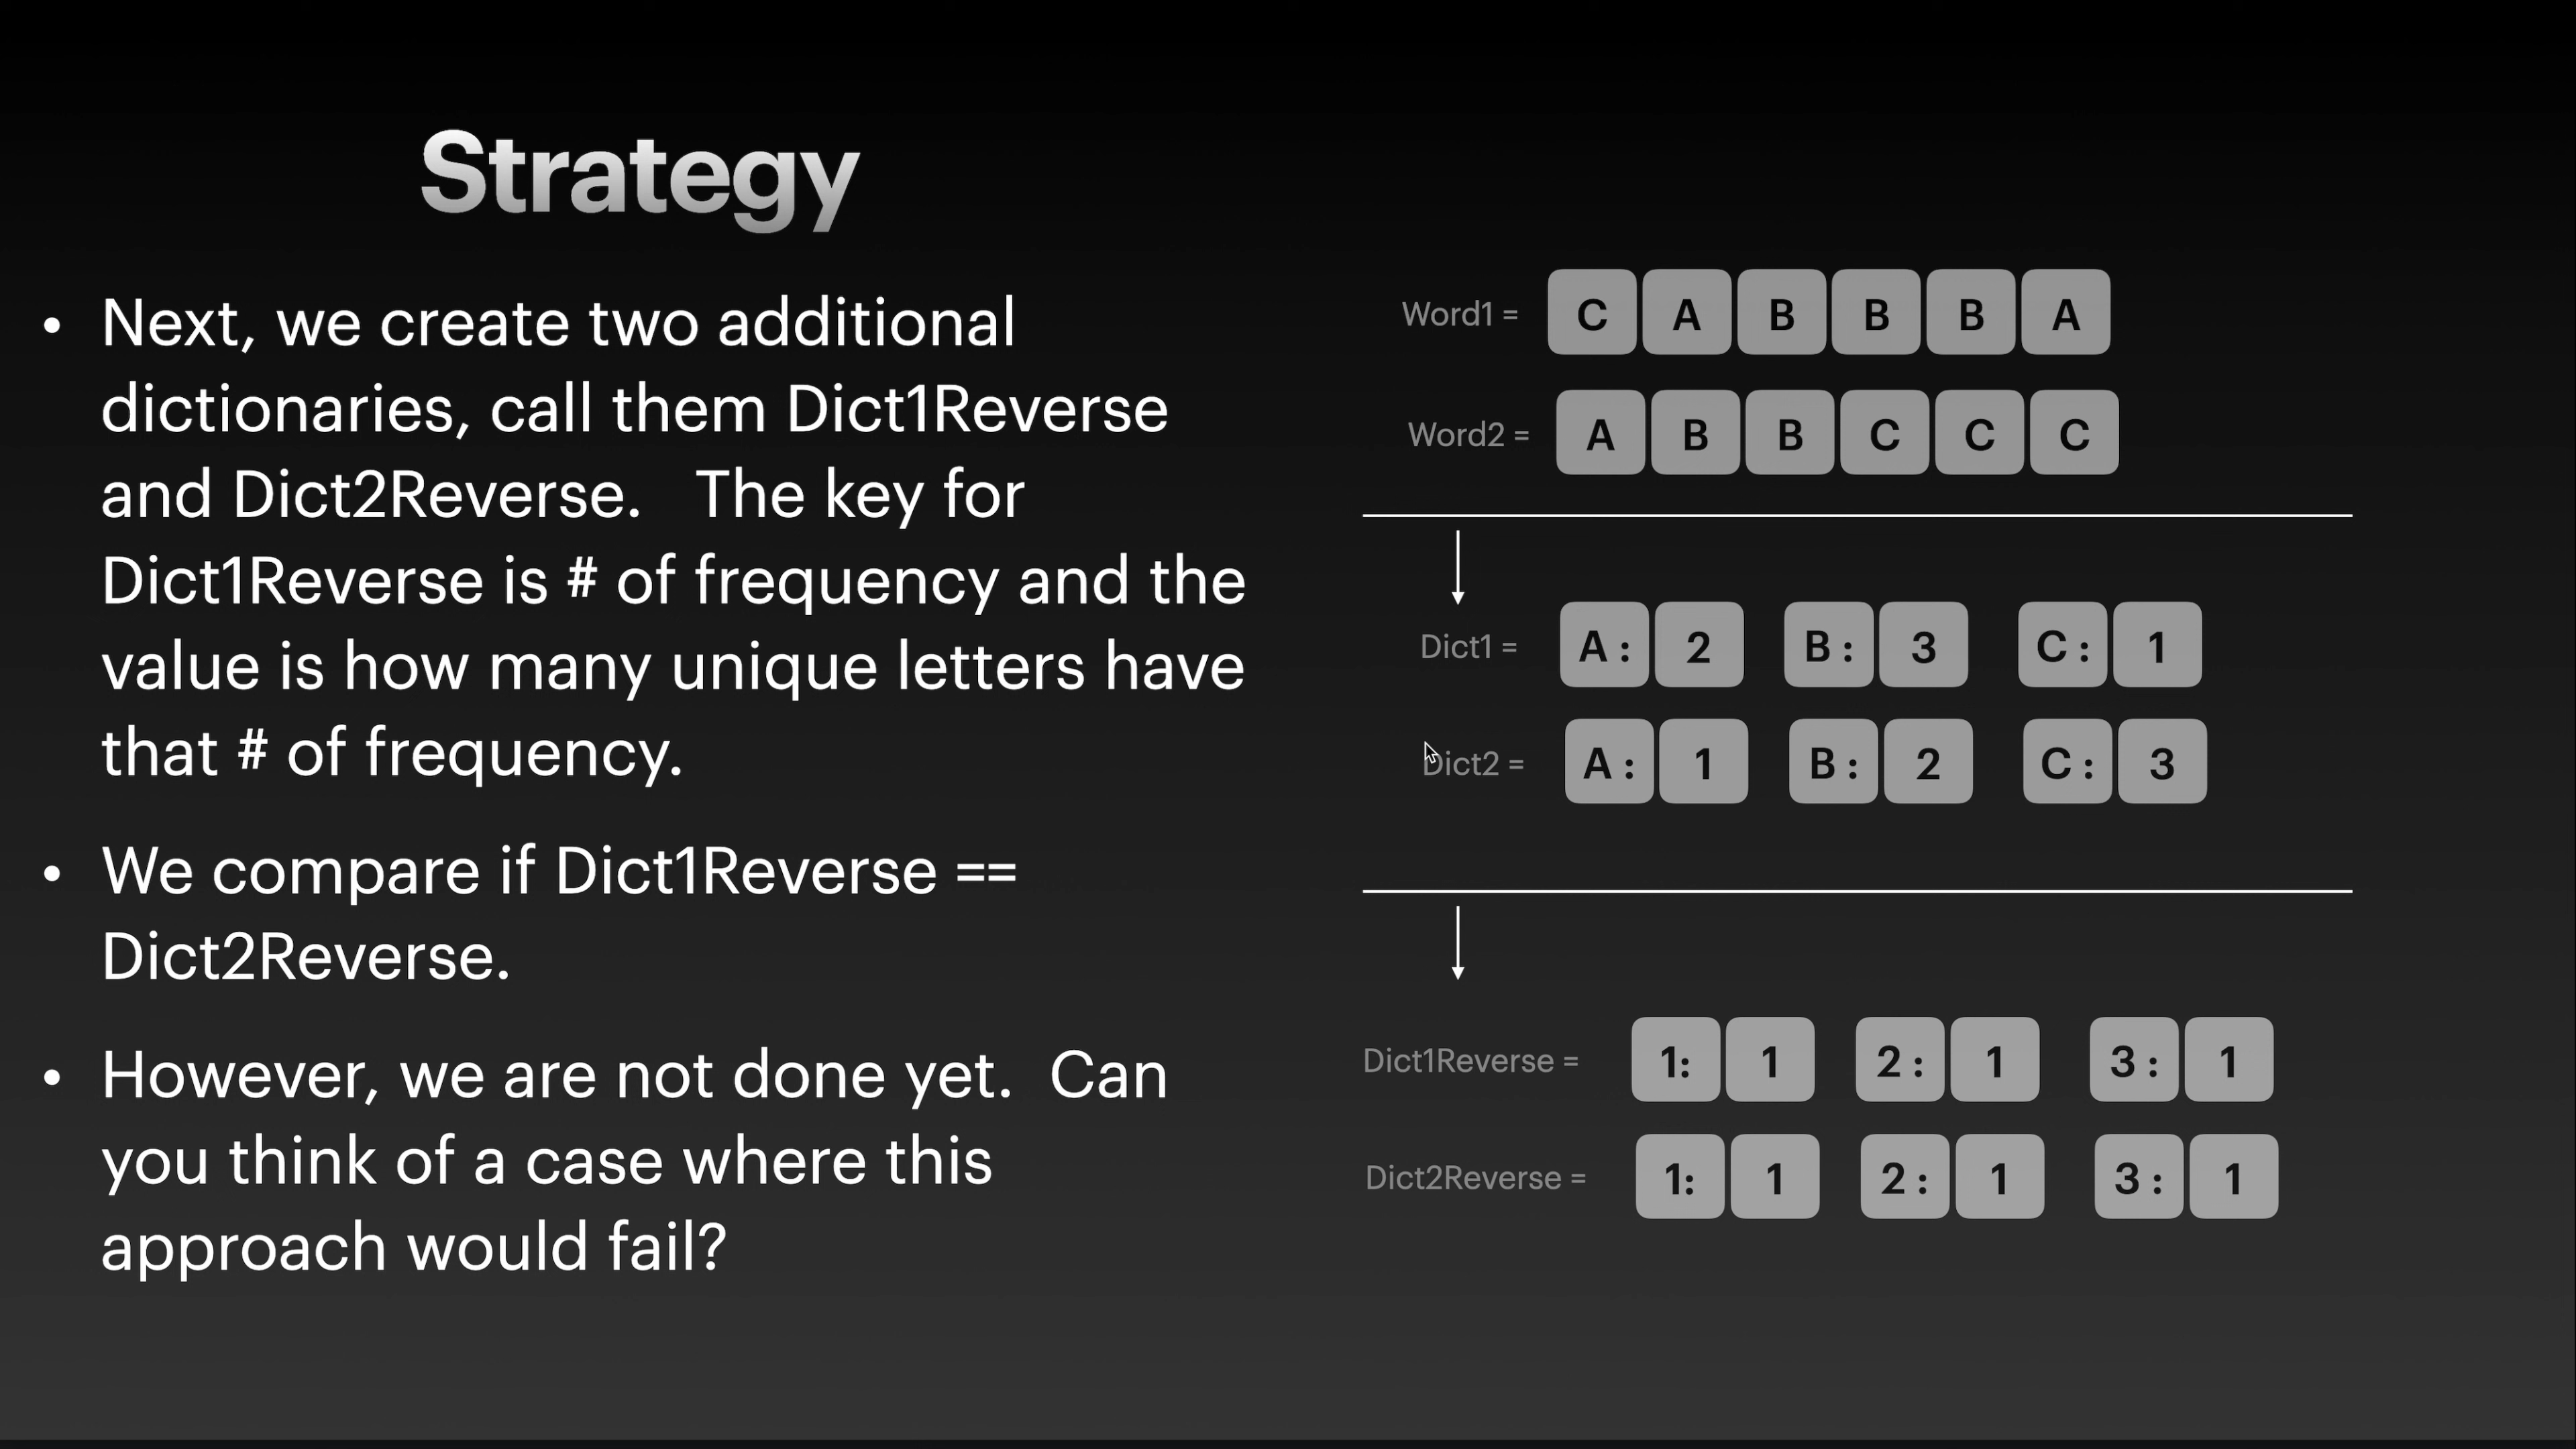 Strategy
• Next, we create two additional
dictionaries, call them Dict1Reverse
and Dict2Reverse. The key for
Dict1Reverse is # of frequency and the
value is how many unique letters have
that # of frequency.
• We compare if Dict1Reverse ==
Dict2Reverse.
• However, we are not done yet. Can
you think of a case where this
approach would fail?
Word1 = C A B B B A
Word2 = A B B C C C
Dict1 = A : 2 B : 3 C : 1
Dict2 = A : 1 B : 2 C : 3
Dict1Reverse = 1: 1 2 : 1 3 : 1
Dict2Reverse = 1: 1 2 : 1 3 : 1